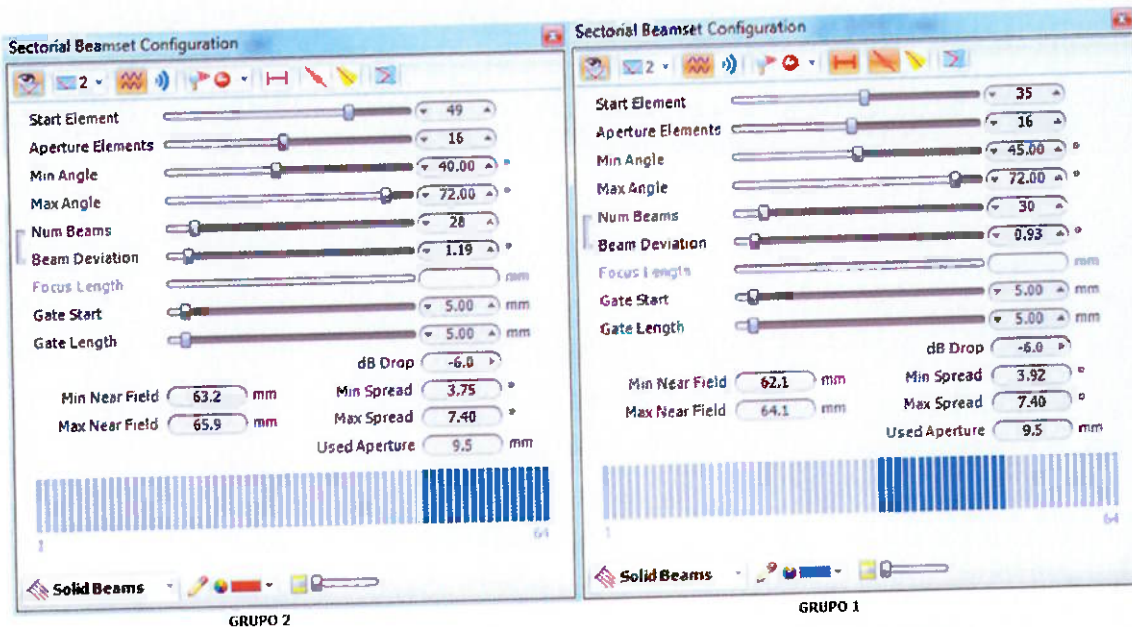 Sectorial Beamset Configuration
2
Start Element 49
Aperture Elements 16
Min Angle 40.00 °
Max Angle 72.00 °
Num Beams 28
Beam Deviation 1.19 °
Focus Length mm
Gate Start 5.00 mm
Gate Length 5.00 mm
dB Drop -6.0
Min Near Field 63.2 mm Min Spread 3.75 °
Max Near Field 65.9 mm Max Spread 7.40 °
Used Aperture 9.5 mm
1 64
Solid Beams
GRUPO 2
Sectorial Beamset Configuration
2
Start Element 35
Aperture Elements 16
Min Angle 45.00 °
Max Angle 72.00 °
Num Beams 30
Beam Deviation 0.93 °
Focus Length mm
Gate Start 5.00 mm
Gate Length 5.00 mm
dB Drop -6.0
Min Near Field 62.1 mm Min Spread 3.92 °
Max Near Field 64.1 mm Max Spread 7.40 °
Used Aperture 9.5 mm
1 64
Solid Beams
GRUPO 1